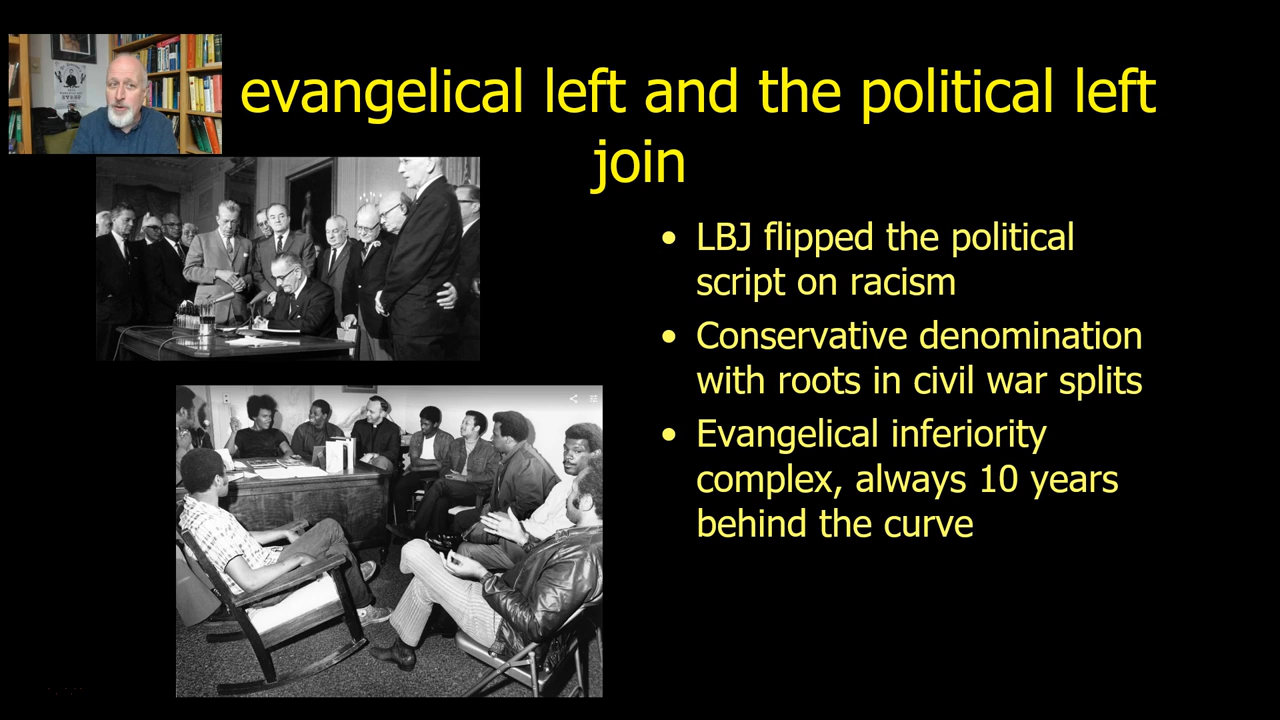 evangelical left and the political left
join
• LBJ flipped the political
script on racism
• Conservative denomination
with roots in civil war splits
• Evangelical inferiority
complex, always 10 years
behind the curve